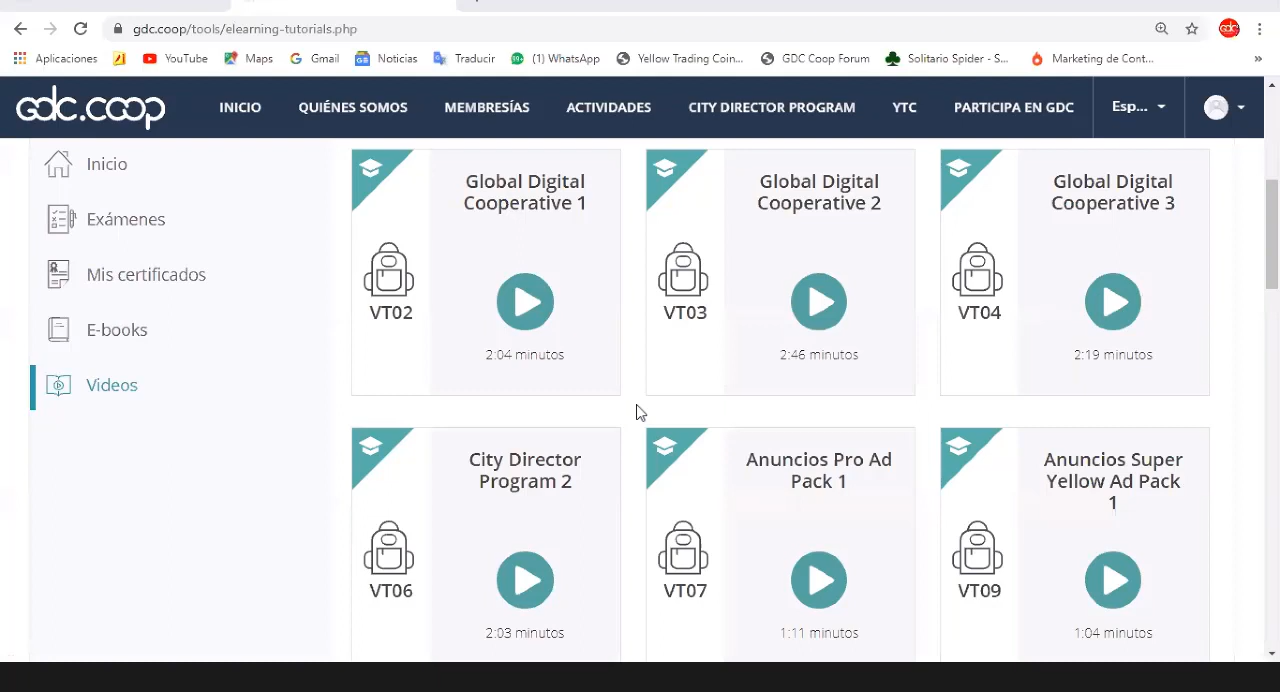 gdc.coop/tools/elearning-tutorials.php
Aplicaciones YouTube Maps Gmail Noticias Traducir (1) WhatsApp Yellow Trading Coin... GDC Coop Forum Solitario Spider - S... Marketing de Cont... »
gdc.coop INICIO QUIÉNES SOMOS MEMBRESÍAS ACTIVIDADES CITY DIRECTOR PROGRAM YTC PARTICIPA EN GDC Esp...
Inicio
Exámenes
Mis certificados
E-books
Videos
Global Digital
Cooperative 1
VT02
2:04 minutos
Global Digital
Cooperative 2
VT03
2:46 minutos
Global Digital
Cooperative 3
VT04
2:19 minutos
City Director
Program 2
VT06
2:03 minutos
Anuncios Pro Ad
Pack 1
VT07
1:11 minutos
Anuncios Super
Yellow Ad Pack
1
VT09
1:04 minutos